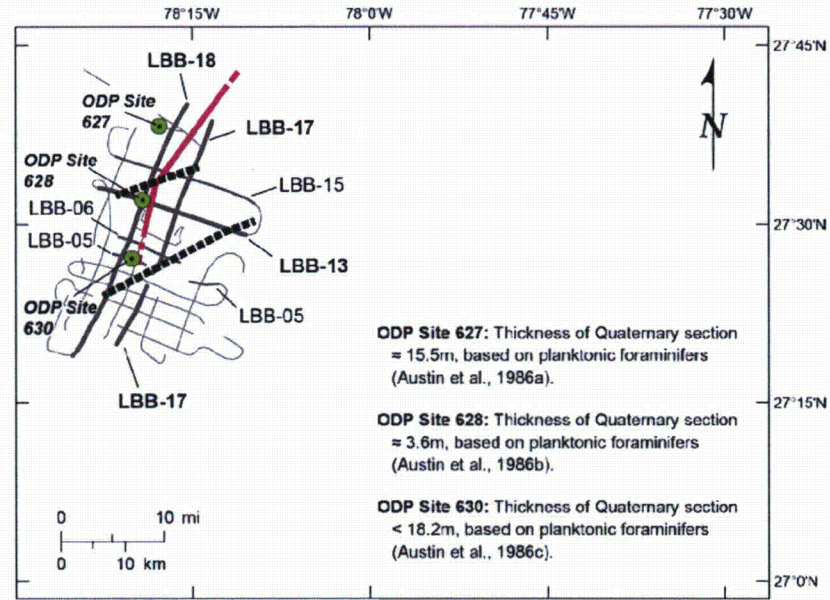 78°15'W 78°0'W 77°45'W 77°30'W
27°45'N
LBB-18
ODP Site
627
LBB-17
N
ODP Site
628
LBB-15
LBB-06
27°30'N
LBB-05
LBB-13
ODP Site
630
LBB-05
LBB-17
ODP Site 627: Thickness of Quaternary section
≈ 15.5m, based on planktonic foraminifers
(Austin et al., 1986a).
27°15'N
ODP Site 628: Thickness of Quaternary section
≈ 3.6m, based on planktonic foraminifers
(Austin et al., 1986b).
ODP Site 630: Thickness of Quaternary section
< 18.2m, based on planktonic foraminifers
(Austin et al., 1986c).
0 10 mi
0 10 km
27°0'N